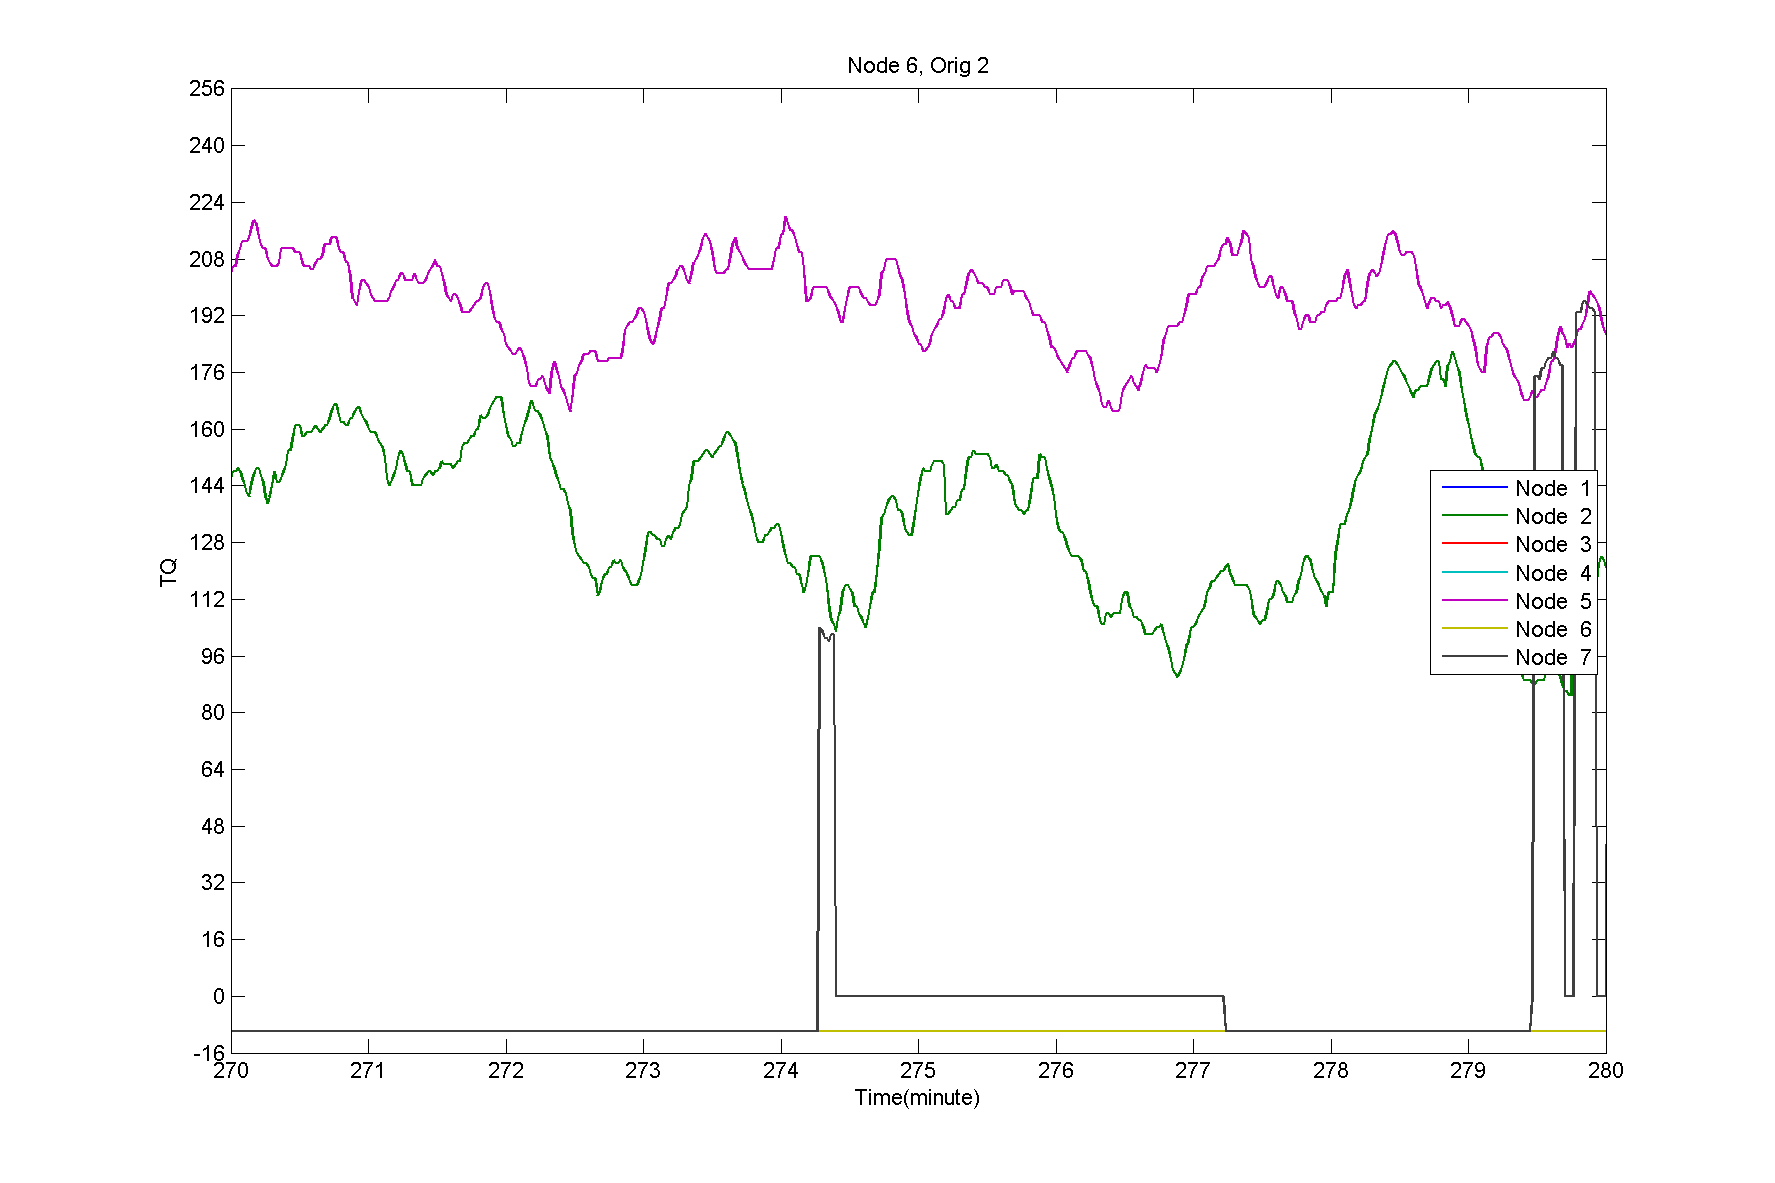 Node 6, Orig 2
256
240
224
208
192
176
160
144
128
112
96
80
64
48
32
16
0
-16
TQ
270 271 272 273 274 275 276 277 278 279 280
Time(minute)
Node 1
Node 2
Node 3
Node 4
Node 5
Node 6
Node 7